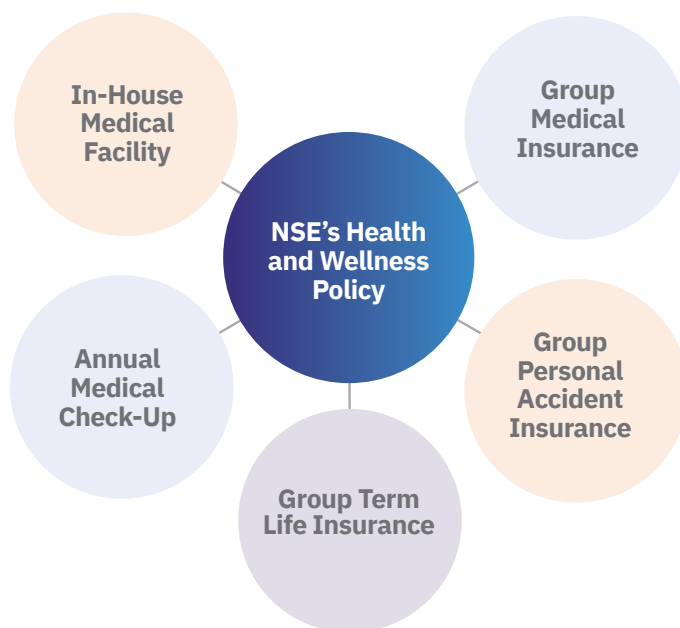 In-House
Medical
Facility
Group
Medical
Insurance
NSE's Health
and Wellness
Policy
Annual
Medical
Check-Up
Group
Personal
Accident
Insurance
Group Term
Life Insurance